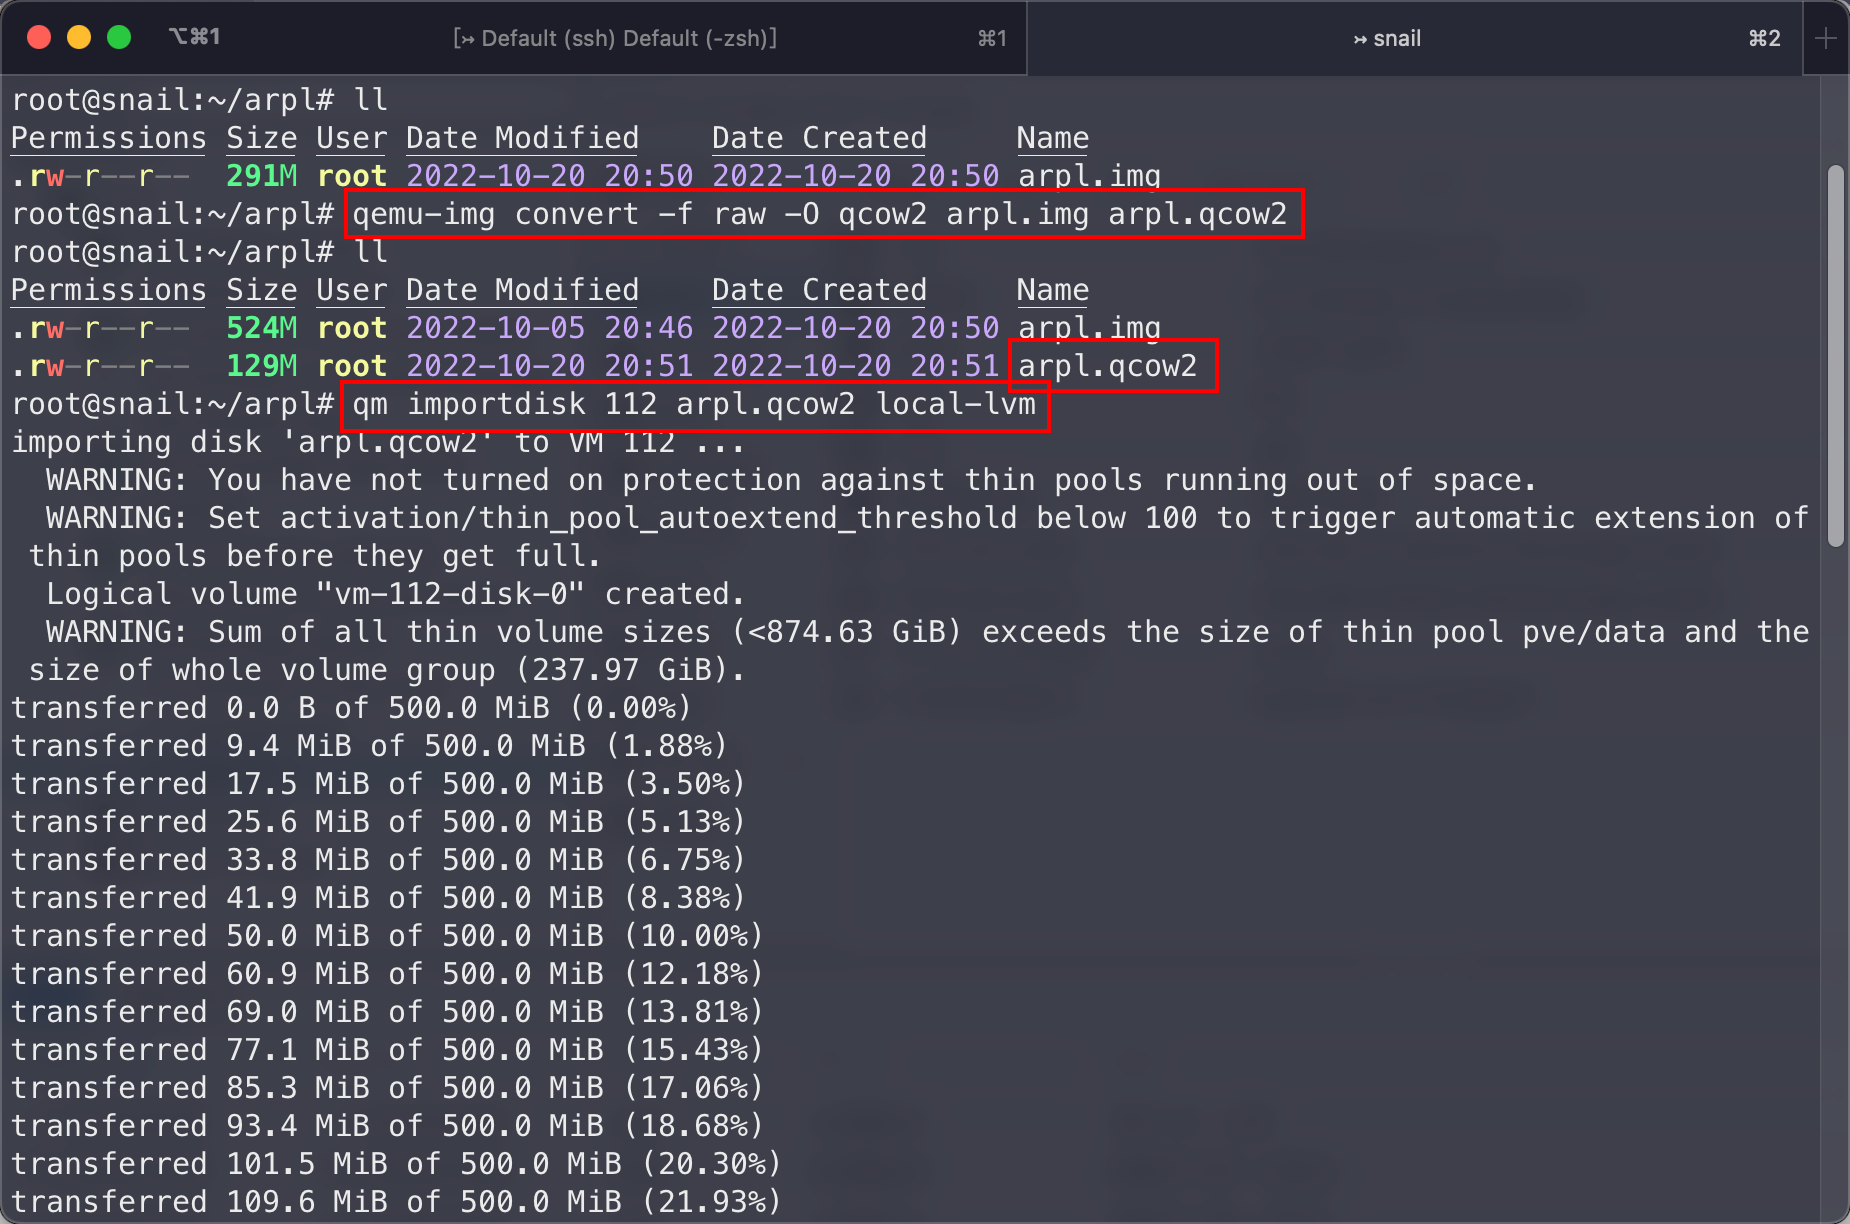 ⌥⌘1 [↣ Default (ssh) Default (-zsh)] ⌘1 ↣ snail ⌘2 +
root@snail:~/arpl# ll
Permissions Size User Date Modified    Date Created     Name
.rw-r--r--  291M root 2022-10-20 20:50 2022-10-20 20:50 arpl.img
root@snail:~/arpl# qemu-img convert -f raw -O qcow2 arpl.img arpl.qcow2
root@snail:~/arpl# ll
Permissions Size User Date Modified    Date Created     Name
.rw-r--r--  524M root 2022-10-05 20:46 2022-10-20 20:50 arpl.img
.rw-r--r--  129M root 2022-10-20 20:51 2022-10-20 20:51 arpl.qcow2
root@snail:~/arpl# qm importdisk 112 arpl.qcow2 local-lvm
importing disk 'arpl.qcow2' to VM 112 ...
  WARNING: You have not turned on protection against thin pools running out of space.
  WARNING: Set activation/thin_pool_autoextend_threshold below 100 to trigger automatic extension of
 thin pools before they get full.
  Logical volume "vm-112-disk-0" created.
  WARNING: Sum of all thin volume sizes (<874.63 GiB) exceeds the size of thin pool pve/data and the
 size of whole volume group (237.97 GiB).
transferred 0.0 B of 500.0 MiB (0.00%)
transferred 9.4 MiB of 500.0 MiB (1.88%)
transferred 17.5 MiB of 500.0 MiB (3.50%)
transferred 25.6 MiB of 500.0 MiB (5.13%)
transferred 33.8 MiB of 500.0 MiB (6.75%)
transferred 41.9 MiB of 500.0 MiB (8.38%)
transferred 50.0 MiB of 500.0 MiB (10.00%)
transferred 60.9 MiB of 500.0 MiB (12.18%)
transferred 69.0 MiB of 500.0 MiB (13.81%)
transferred 77.1 MiB of 500.0 MiB (15.43%)
transferred 85.3 MiB of 500.0 MiB (17.06%)
transferred 93.4 MiB of 500.0 MiB (18.68%)
transferred 101.5 MiB of 500.0 MiB (20.30%)
transferred 109.6 MiB of 500.0 MiB (21.93%)